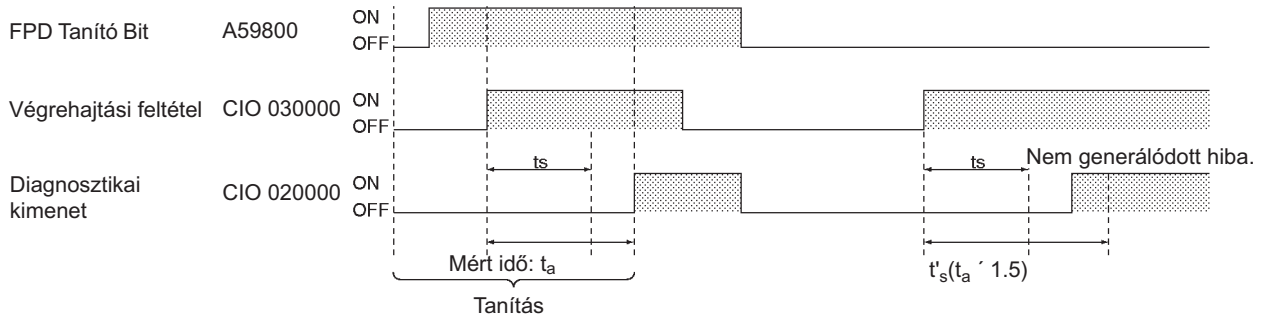 FPD Tanító Bit A59800 ON
OFF
Végrehajtási feltétel CIO 030000 ON
OFF
ts
ts
Nem generálódott hiba.
Diagnosztikai
kimenet
CIO 020000 ON
OFF
Mért idő: ta
t's(ta ´ 1.5)
Tanítás